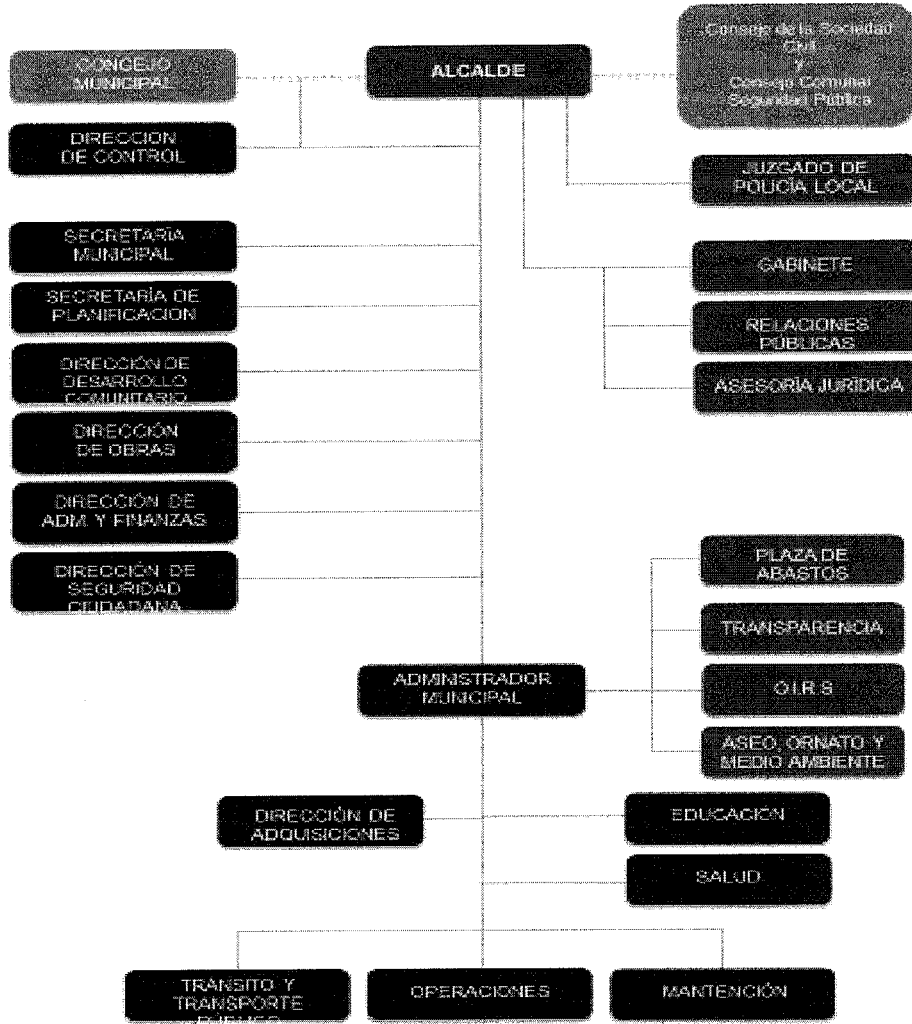 CONCEJO
MUNICIPAL
ALCALDE
Consejo de la Sociedad
Civil
y
Consejo Comunal
Seguridad Pública
DIRECCIÓN
DE CONTROL
JUZGADO DE
POLICÍA LOCAL
SECRETARÍA
MUNICIPAL
GABINETE
SECRETARÍA DE
PLANIFICACIÓN
RELACIONES
PÚBLICAS
DIRECCIÓN DE
DESARROLLO
COMUNITARIO
ASESORÍA JURÍDICA
DIRECCIÓN
DE OBRAS
DIRECCIÓN DE
ADM. Y FINANZAS
DIRECCIÓN DE
SEGURIDAD
CIUDADANA
PLAZA DE
ABASTOS
TRANSPARENCIA
ADMINISTRADOR
MUNICIPAL
O.I.R.S
ASEO, ORNATO Y
MEDIO AMBIENTE
DIRECCIÓN DE
ADQUISICIONES
EDUCACIÓN
SALUD
TRÁNSITO Y
TRANSPORTE
OPERACIONES
MANTENCIÓN